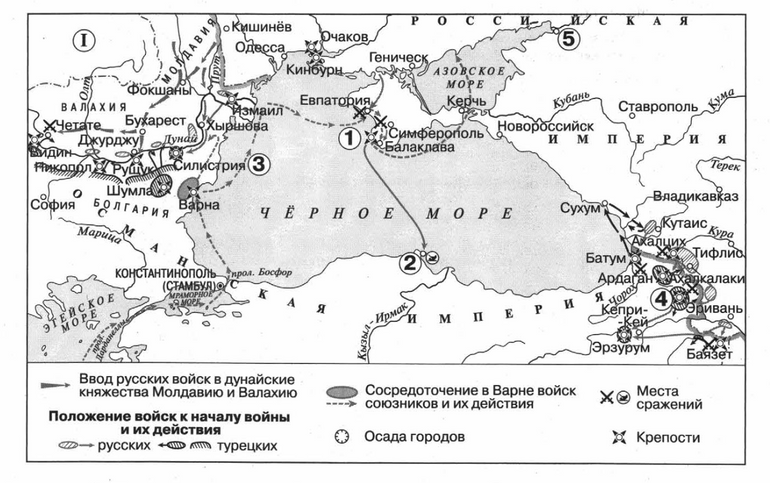 РОССИЙСКАЯ
I
МОЛДАВИЯ
Кишинёв
Одесса
Очаков
Кинбурн
Геническ
5
АЗОВСКОЕ
МОРЕ
Прут
Олт
Фокшаны
ВАЛАХИЯ
Измаил
Евпатория
Керчь
Кубань
Ставрополь
Кума
Четате
Бухарест
Хыршова
1
Симферополь
Новороссийск
Джурджу
Дунай
Балаклава
ИМПЕРИЯ
Видин
Никопол
Рущук
Силистрия
3
Терек
Шумла
Владикавказ
София
БОЛГАРИЯ
Варна
ЧЁРНОЕ МОРЕ
Сухум
Кутаис
Марица
Ахалцих
Кура
2
Батум
Тифлис
КОНСТАНТИНОПОЛЬ
(СТАМБУЛ)
прол. Босфор
Ардаган
Ахалкалаки
МРАМОРНОЕ МОРЕ
ОСМАНСКАЯ ИМПЕРИЯ
Чорох
4
ЭГЕЙСКОЕ
МОРЕ
Кепри-
Кей
Эривань
прол.
Дарданеллы
Кызыл-Ирмак
Эрзурум
Баязет
Ввод русских войск в дунайские
княжества Молдавию и Валахию
Положение войск к началу войны
и их действия
русских
турецких
Сосредоточение в Варне войск
союзников и их действия
Осада городов
Места
сражений
Крепости